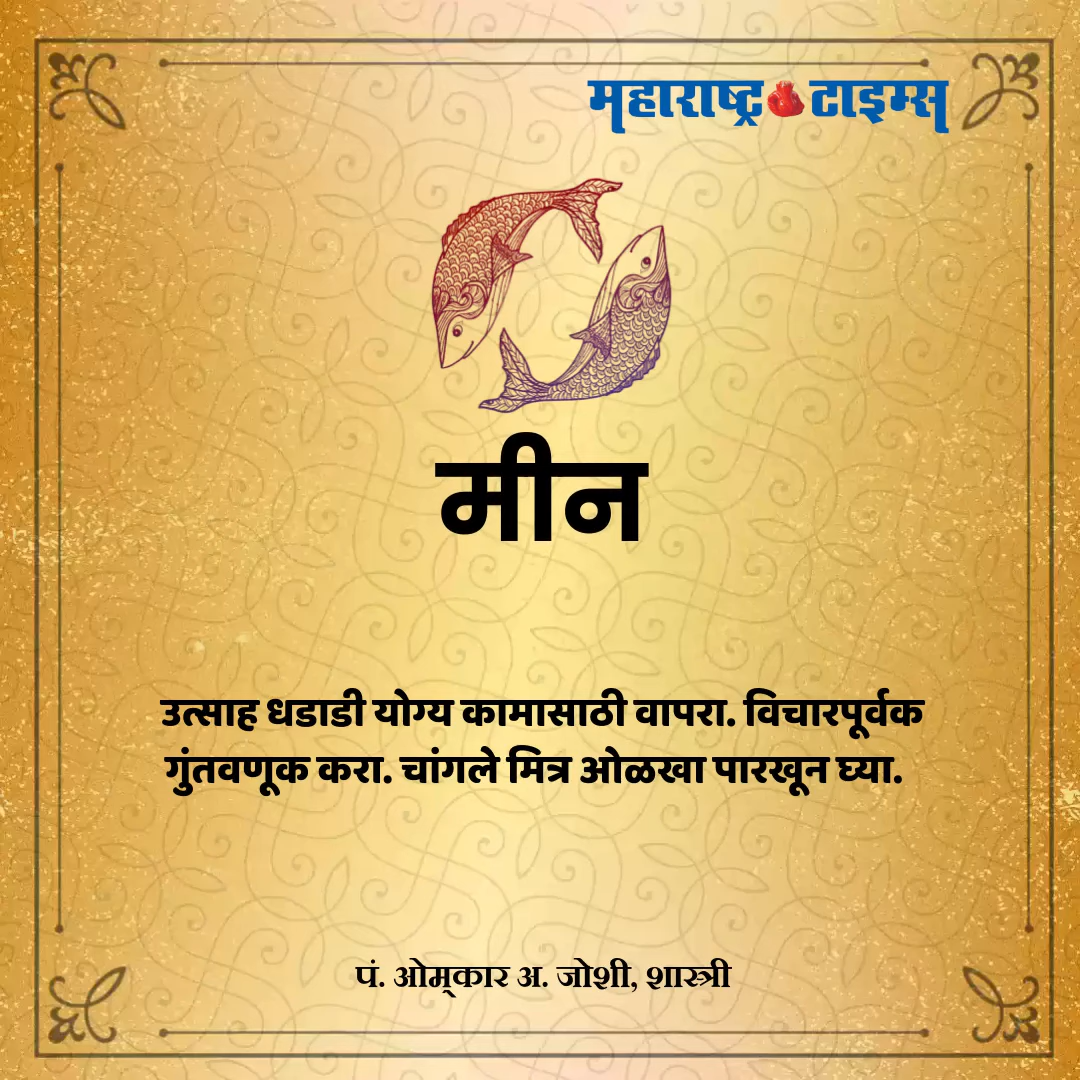 महाराष्ट्र टाइम्स
मीन
उत्साह धडाडी योग्य कामासाठी वापरा. विचारपूर्वक
गुंतवणूक करा. चांगले मित्र ओळखा पारखून घ्या.
पं. ओम्‌कार अ. जोशी, शास्त्री